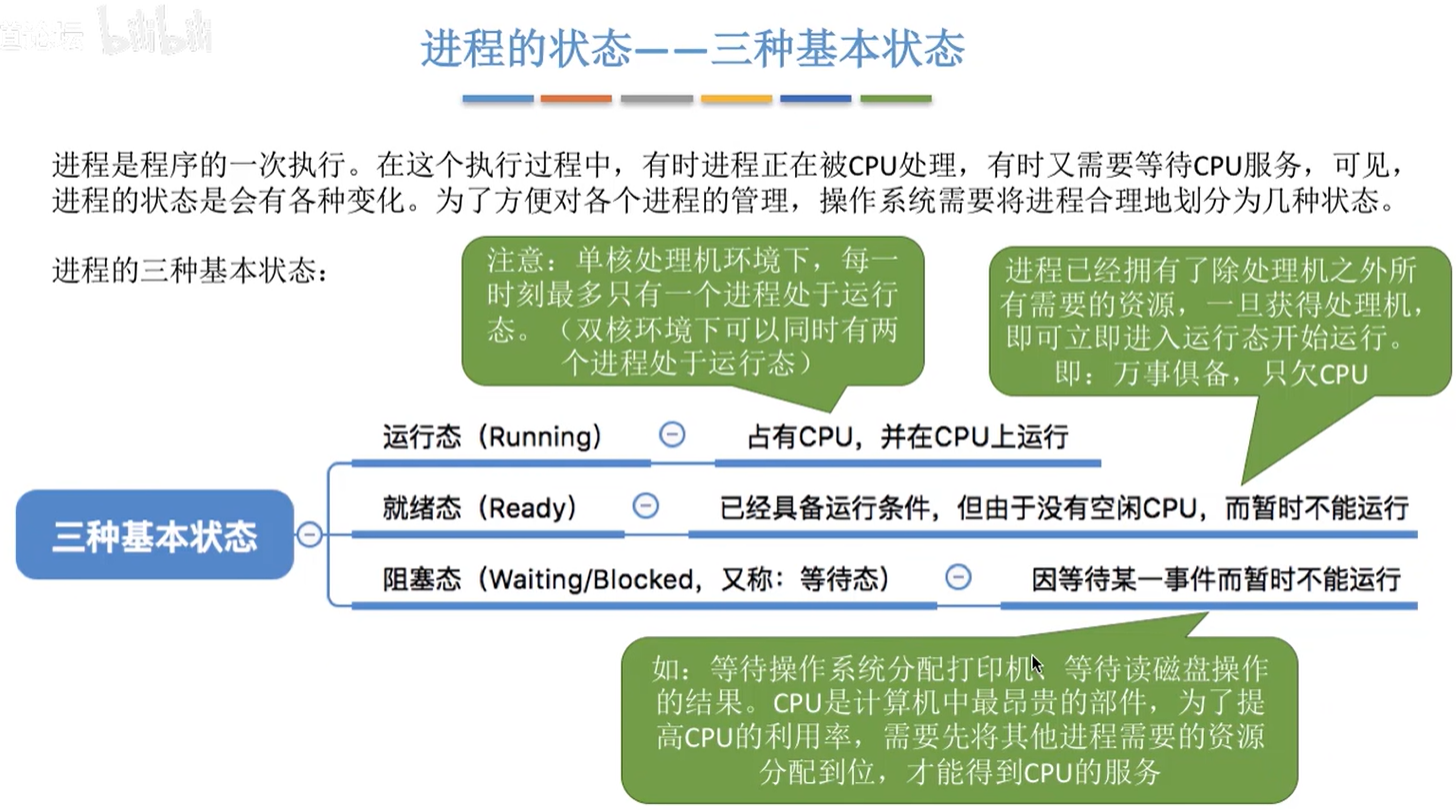 论坛 bilibili
进程的状态——三种基本状态
进程是程序的一次执行。在这个执行过程中，有时进程正在被CPU处理，有时又需要等待CPU服务，可见，
进程的状态是会有各种变化。为了方便对各个进程的管理，操作系统需要将进程合理地划分为几种状态。
进程的三种基本状态：
注意：单核处理机环境下，每一
时刻最多只有一个进程处于运行
态。（双核环境下可以同时有两
个进程处于运行态）
进程已经拥有了除处理机之外所
有需要的资源，一旦获得处理机，
即可立即进入运行态开始运行。
即：万事俱备，只欠CPU
三种基本状态
运行态（Running）
占有CPU，并在CPU上运行
就绪态（Ready）
已经具备运行条件，但由于没有空闲CPU，而暂时不能运行
阻塞态（Waiting/Blocked，又称：等待态）
因等待某一事件而暂时不能运行
如：等待操作系统分配打印机、等待读磁盘操作
的结果。CPU是计算机中最昂贵的部件，为了提
高CPU的利用率，需要先将其他进程需要的资源
分配到位，才能得到CPU的服务